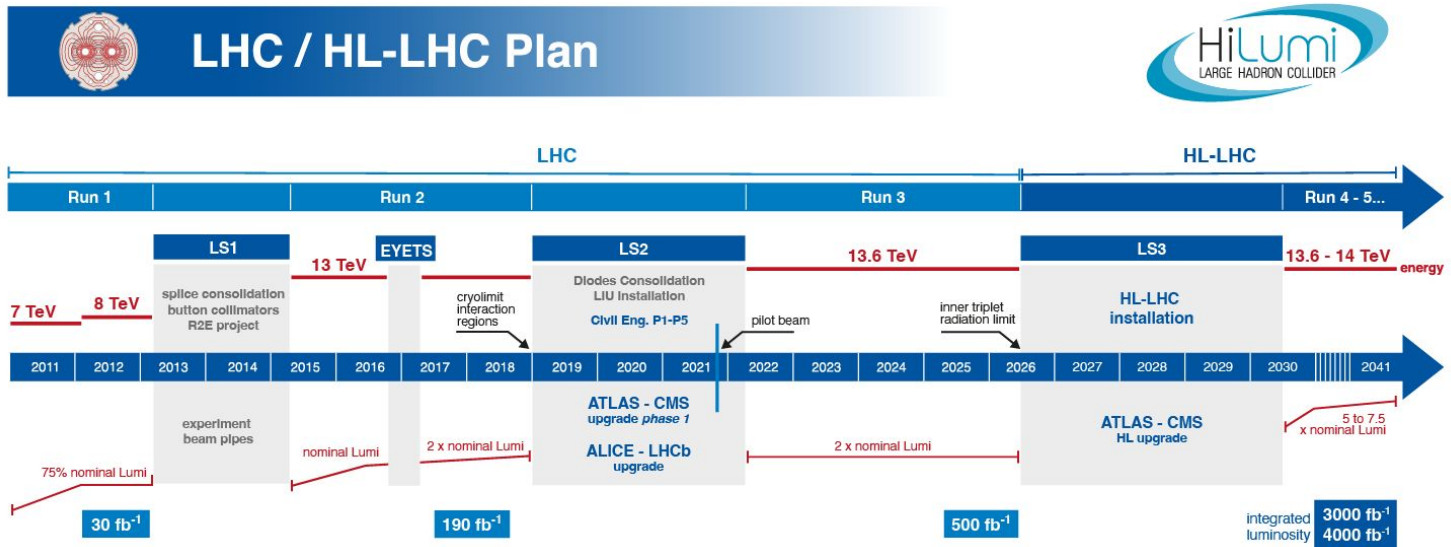 LHC / HL-LHC Plan
HiLumi
LARGE HADRON COLLIDER
LHC
HL-LHC
Run 1
Run 2
Run 3
Run 4 - 5...
LS1
EYETS
LS2
LS3
13 TeV
13.6 TeV
13.6 - 14 TeV
energy
7 TeV
8 TeV
splice consolidation
button collimators
R2E project
cryolimit
interaction
regions
Diodes Consolidation
LIU Installation
Civil Eng. P1-P5
pilot beam
inner triplet
radiation limit
HL-LHC
installation
2011 2012 2013 2014 2015 2016 2017 2018 2019 2020 2021 2022 2023 2024 2025 2026 2027 2028 2029 2030 2041
experiment
beam pipes
ATLAS - CMS
upgrade phase 1
ALICE - LHCb
upgrade
ATLAS - CMS
HL upgrade
5 to 7.5
x nominal Lumi
75% nominal Lumi
nominal Lumi
2 x nominal Lumi
2 x nominal Lumi
30 fb⁻¹
190 fb⁻¹
500 fb⁻¹
integrated
luminosity
3000 fb⁻¹
4000 fb⁻¹